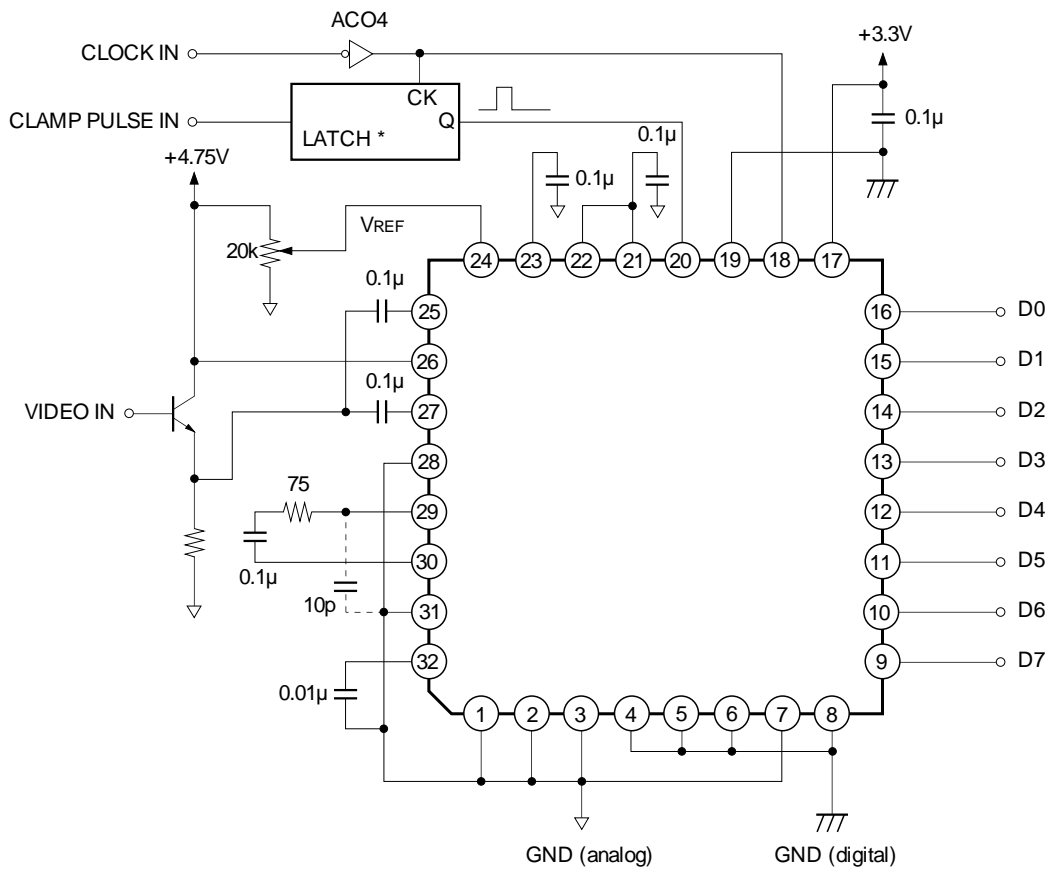 ACO4
CLOCK IN
+3.3V
CK
CLAMP PULSE IN
Q
LATCH *
0.1µ
0.1µ
0.1µ
+4.75V
VREF
20k
24 23 22 21 20 19 18 17
0.1µ
25
16 D0
26
15 D1
0.1µ
VIDEO IN
27
14 D2
28
13 D3
75
29
12 D4
30
11 D5
0.1µ
10p
31
10 D6
32
9 D7
0.01µ
1 2 3 4 5 6 7 8
GND (analog)
GND (digital)